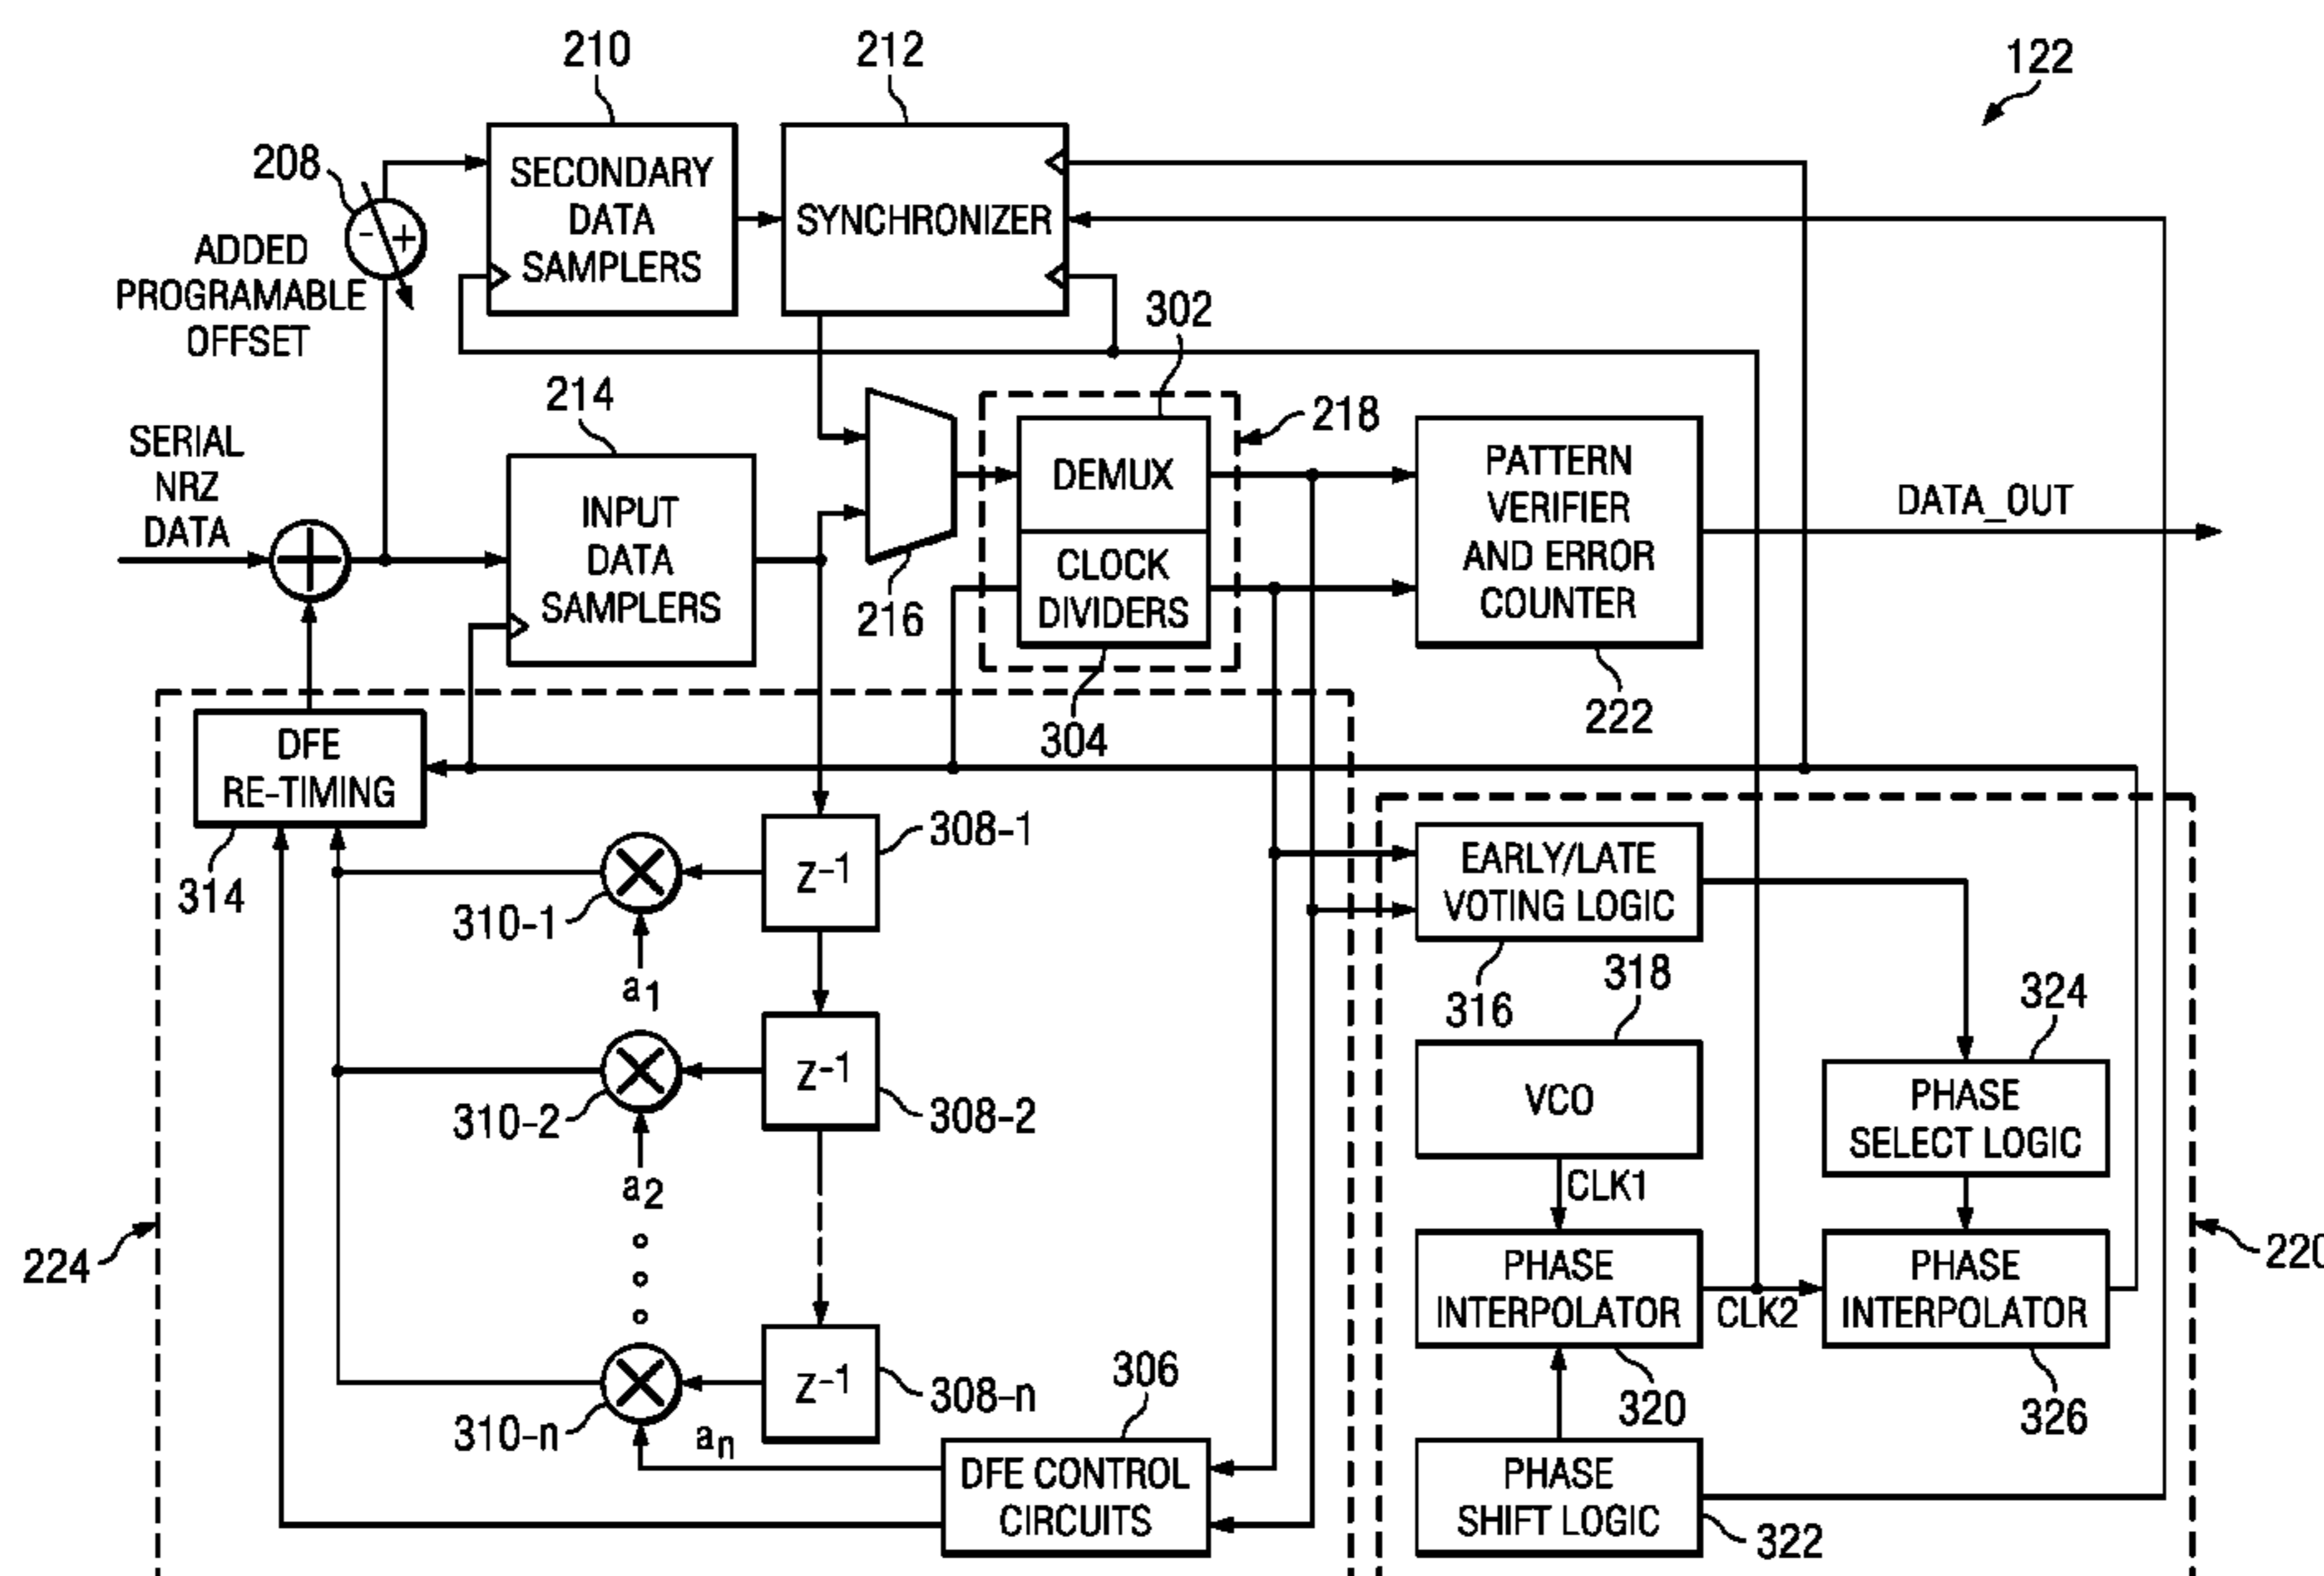 210
212
122
208
SECONDARY
DATA
SAMPLERS
SYNCHRONIZER
- +
ADDED
PROGRAMABLE
OFFSET
302
214
218
SERIAL
NRZ
DATA
INPUT
DATA
SAMPLERS
216
DEMUX
CLOCK
DIVIDERS
304
PATTERN
VERIFIER
AND ERROR
COUNTER
222
DATA_OUT
DFE
RE-TIMING
314
z-1
308-1
310-1
a1
z-1
308-2
310-2
a2
z-1
308-n
310-n
an
306
DFE CONTROL
CIRCUITS
224
EARLY/LATE
VOTING LOGIC
316
318
VCO
CLK1
324
PHASE
SELECT LOGIC
PHASE
INTERPOLATOR
320
CLK2
PHASE
INTERPOLATOR
326
PHASE
SHIFT LOGIC
322
220